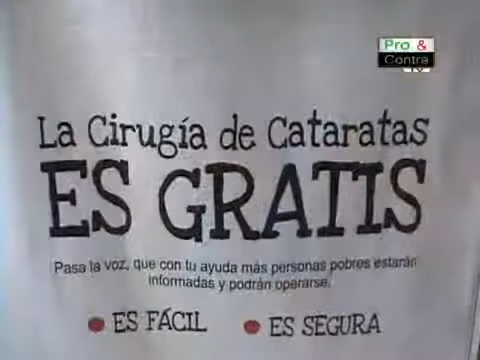 Pro &
Contra
TV
La Cirugía de Cataratas
ES GRATIS
Pasa la voz, que con tu ayuda más personas pobres estarán
informadas y podrán operarse.
ES FÁCIL
ES SEGURA